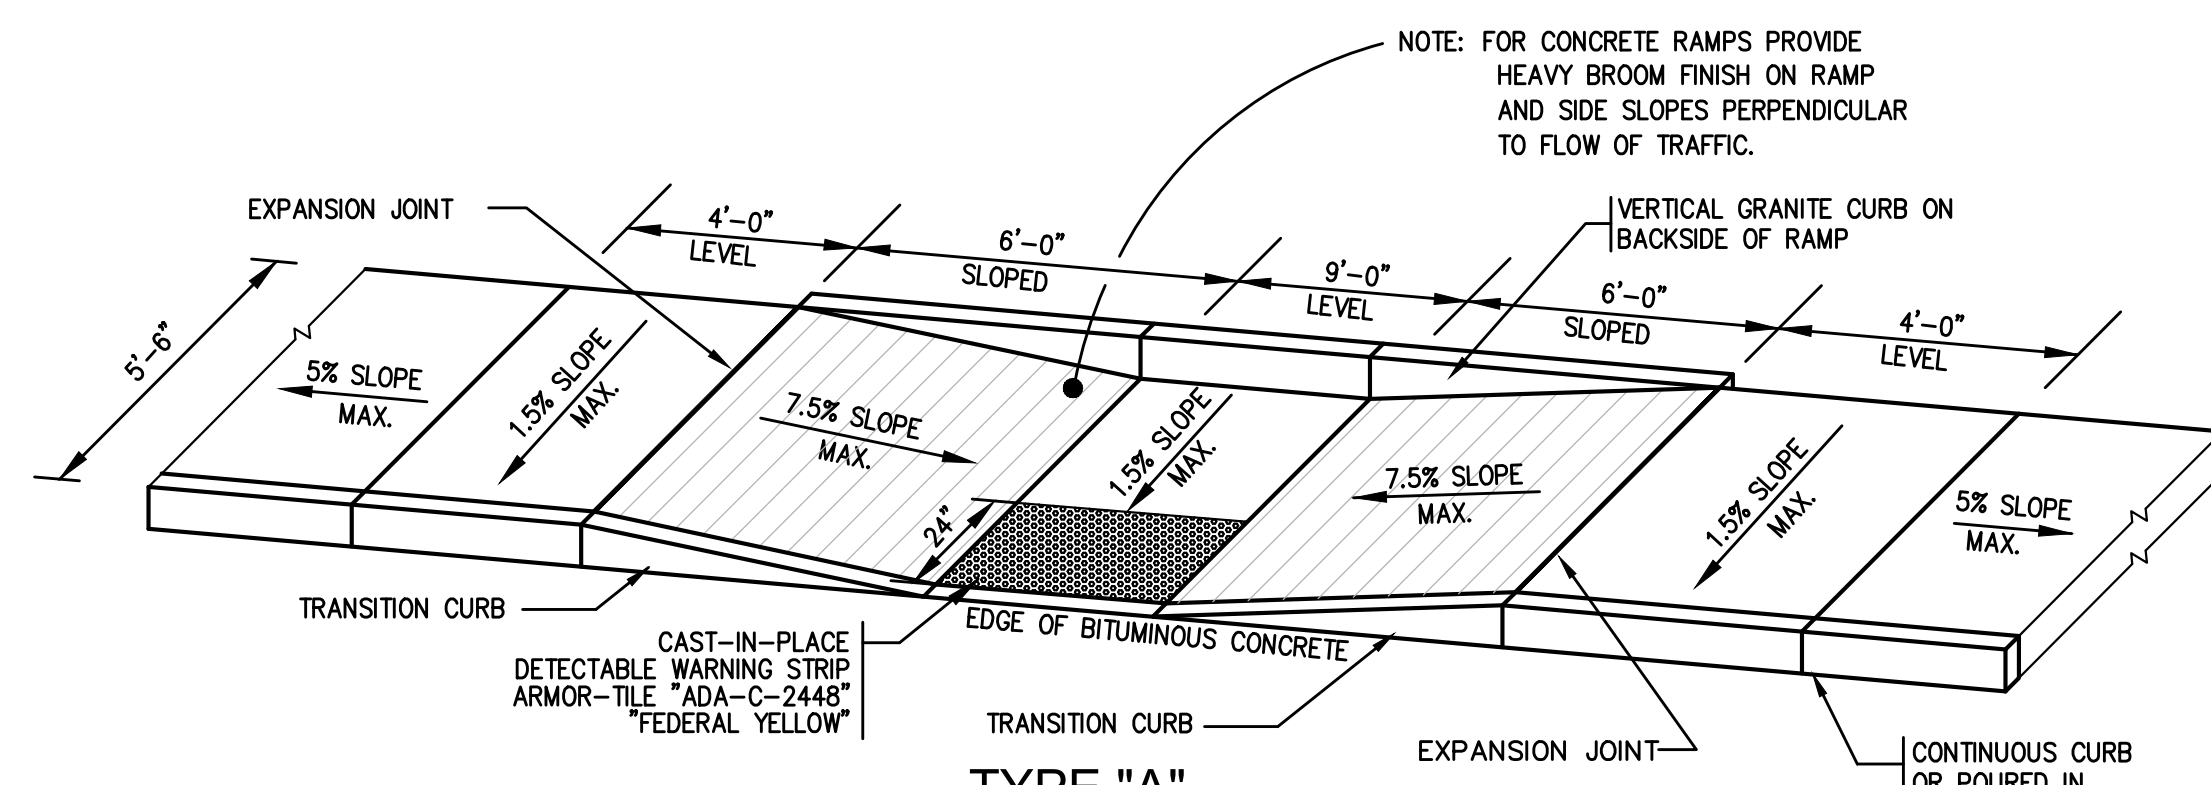 NOTE: FOR CONCRETE RAMPS PROVIDE
HEAVY BROOM FINISH ON RAMP
AND SIDE SLOPES PERPENDICULAR
TO FLOW OF TRAFFIC.
EXPANSION JOINT
4'-0"
LEVEL
6'-0"
SLOPED
9'-0"
LEVEL
6'-0"
SLOPED
4'-0"
LEVEL
VERTICAL GRANITE CURB ON
BACKSIDE OF RAMP
5'-6"
5% SLOPE
MAX.
1.5% SLOPE
MAX.
7.5% SLOPE
MAX.
1.5% SLOPE
MAX.
7.5% SLOPE
MAX.
1.5% SLOPE
MAX.
5% SLOPE
MAX.
24"
TRANSITION CURB
EDGE OF BITUMINOUS CONCRETE
CAST-IN-PLACE
DETECTABLE WARNING STRIP
ARMOR-TILE "ADA-C-2448"
"FEDERAL YELLOW"
TRANSITION CURB
EXPANSION JOINT
CONTINUOUS CURB
OR POURED IN
TYPE "A"